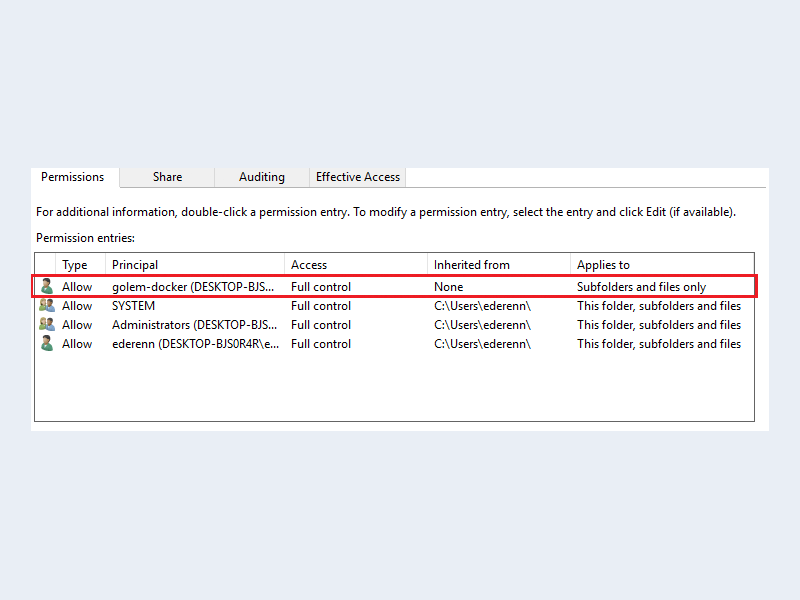 Permissions Share Auditing Effective Access
For additional information, double-click a permission entry. To modify a permission entry, select the entry and click Edit (if available).
Permission entries:
Type Principal Access Inherited from Applies to
Allow golem-docker (DESKTOP-BJS... Full control None Subfolders and files only
Allow SYSTEM Full control C:\Users\ederenn\ This folder, subfolders and files
Allow Administrators (DESKTOP-BJS... Full control C:\Users\ederenn\ This folder, subfolders and files
Allow ederenn (DESKTOP-BJS0R4R\e... Full control C:\Users\ederenn\ This folder, subfolders and files